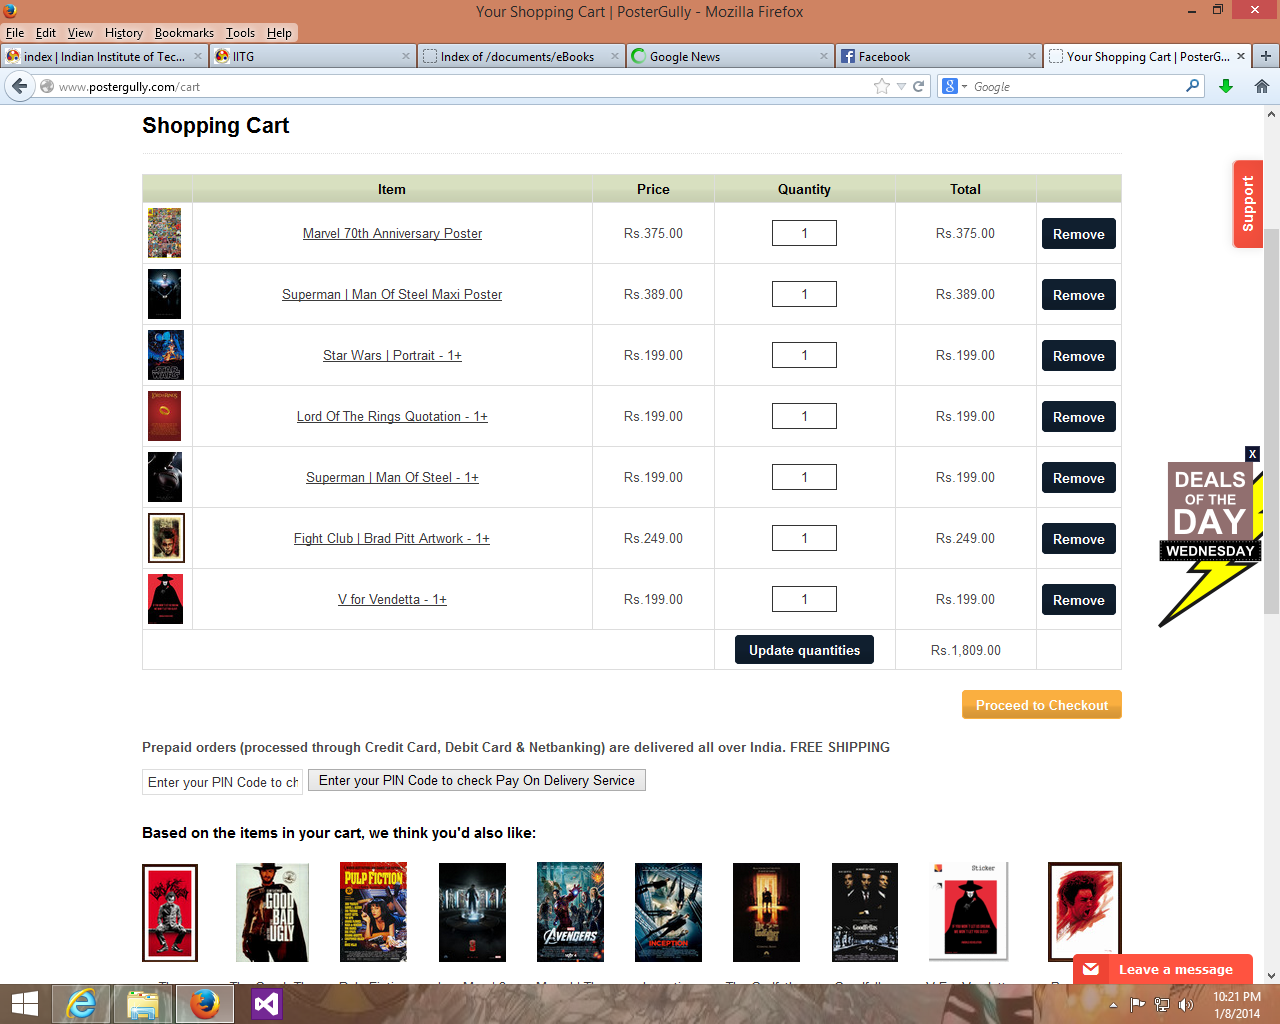 Your Shopping Cart | PosterGully - Mozilla Firefox
File Edit View History Bookmarks Tools Help
index | Indian Institute of Tec... IITG Index of /documents/eBooks Google News Facebook Your Shopping Cart | PosterG...
www.postergully.com/cart Google
Shopping Cart
Support
Item Price Quantity Total
Marvel 70th Anniversary Poster Rs.375.00 1 Rs.375.00 Remove
Superman | Man Of Steel Maxi Poster Rs.389.00 1 Rs.389.00 Remove
Star Wars | Portrait - 1+ Rs.199.00 1 Rs.199.00 Remove
Lord Of The Rings Quotation - 1+ Rs.199.00 1 Rs.199.00 Remove
Superman | Man Of Steel - 1+ Rs.199.00 1 Rs.199.00 Remove
Fight Club | Brad Pitt Artwork - 1+ Rs.249.00 1 Rs.249.00 Remove
V for Vendetta - 1+ Rs.199.00 1 Rs.199.00 Remove
Update quantities Rs.1,809.00
X
DEALS
OF THE
DAY
WEDNESDAY
Proceed to Checkout
Prepaid orders (processed through Credit Card, Debit Card & Netbanking) are delivered all over India. FREE SHIPPING
Enter your PIN Code to ch Enter your PIN Code to check Pay On Delivery Service
Based on the items in your cart, we think you'd also like:
GOOD BAD UGLY
PULP FICTION
AVENGERS
INCEPTION
Goodfellas
Sticker
Leave a message
10:21 PM
1/8/2014